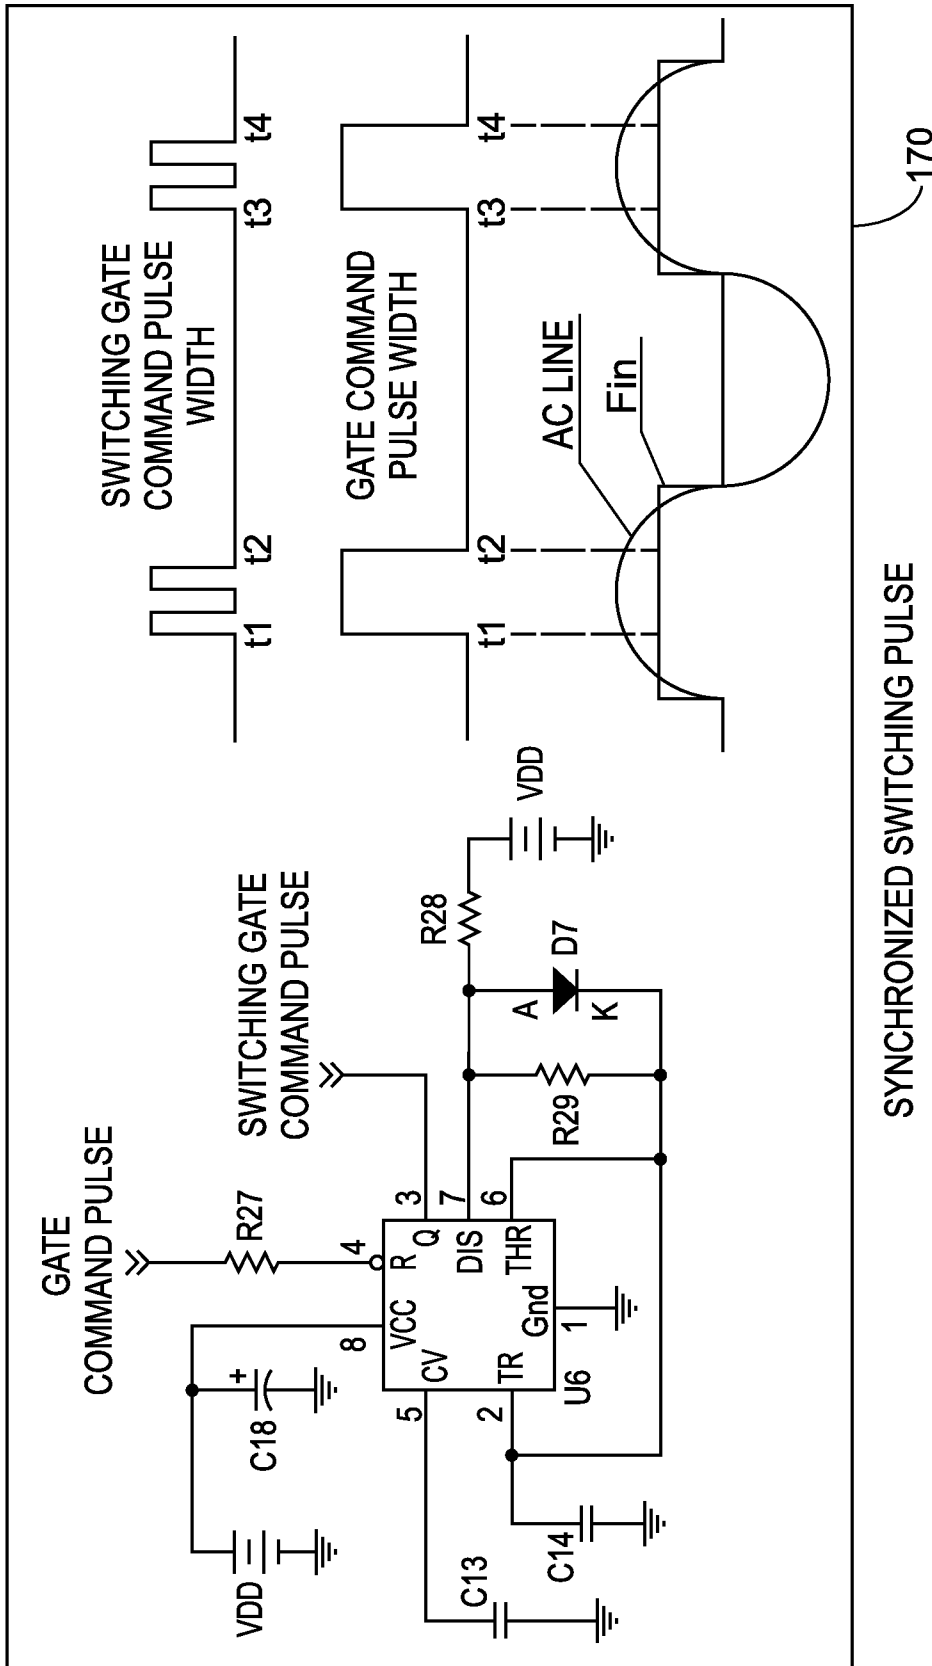 GATE
COMMAND PULSE
SWITCHING GATE
COMMAND PULSE
VDD
C18
+
R27
8
4
VCC
R
5
CV
Q
3
DIS
7
2
TR
Gnd
THR
6
1
U6
C13
C14
R28
VDD
R29
A
D7
K
SWITCHING GATE
COMMAND PULSE
WIDTH
t1
t2
t3
t4
GATE COMMAND
PULSE WIDTH
t1
t2
t3
t4
AC LINE
Fin
170
SYNCHRONIZED SWITCHING PULSE